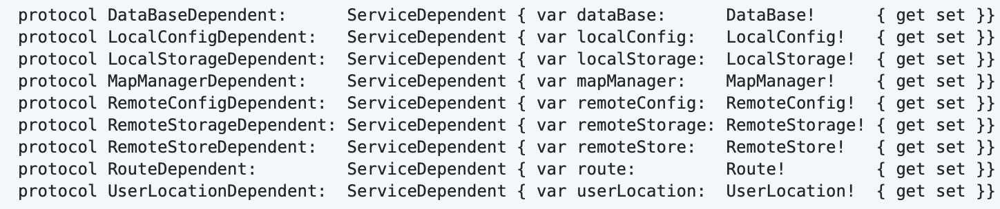 protocol DataBaseDependent:      ServiceDependent { var dataBase:      DataBase!      { get set }}
protocol LocalConfigDependent:   ServiceDependent { var localConfig:   LocalConfig!   { get set }}
protocol LocalStorageDependent:  ServiceDependent { var localStorage:  LocalStorage!  { get set }}
protocol MapManagerDependent:    ServiceDependent { var mapManager:    MapManager!    { get set }}
protocol RemoteConfigDependent:  ServiceDependent { var remoteConfig:  RemoteConfig!  { get set }}
protocol RemoteStorageDependent: ServiceDependent { var remoteStorage: RemoteStorage! { get set }}
protocol RemoteStoreDependent:   ServiceDependent { var remoteStore:   RemoteStore!   { get set }}
protocol RouteDependent:         ServiceDependent { var route:         Route!         { get set }}
protocol UserLocationDependent:  ServiceDependent { var userLocation:  UserLocation!  { get set }}